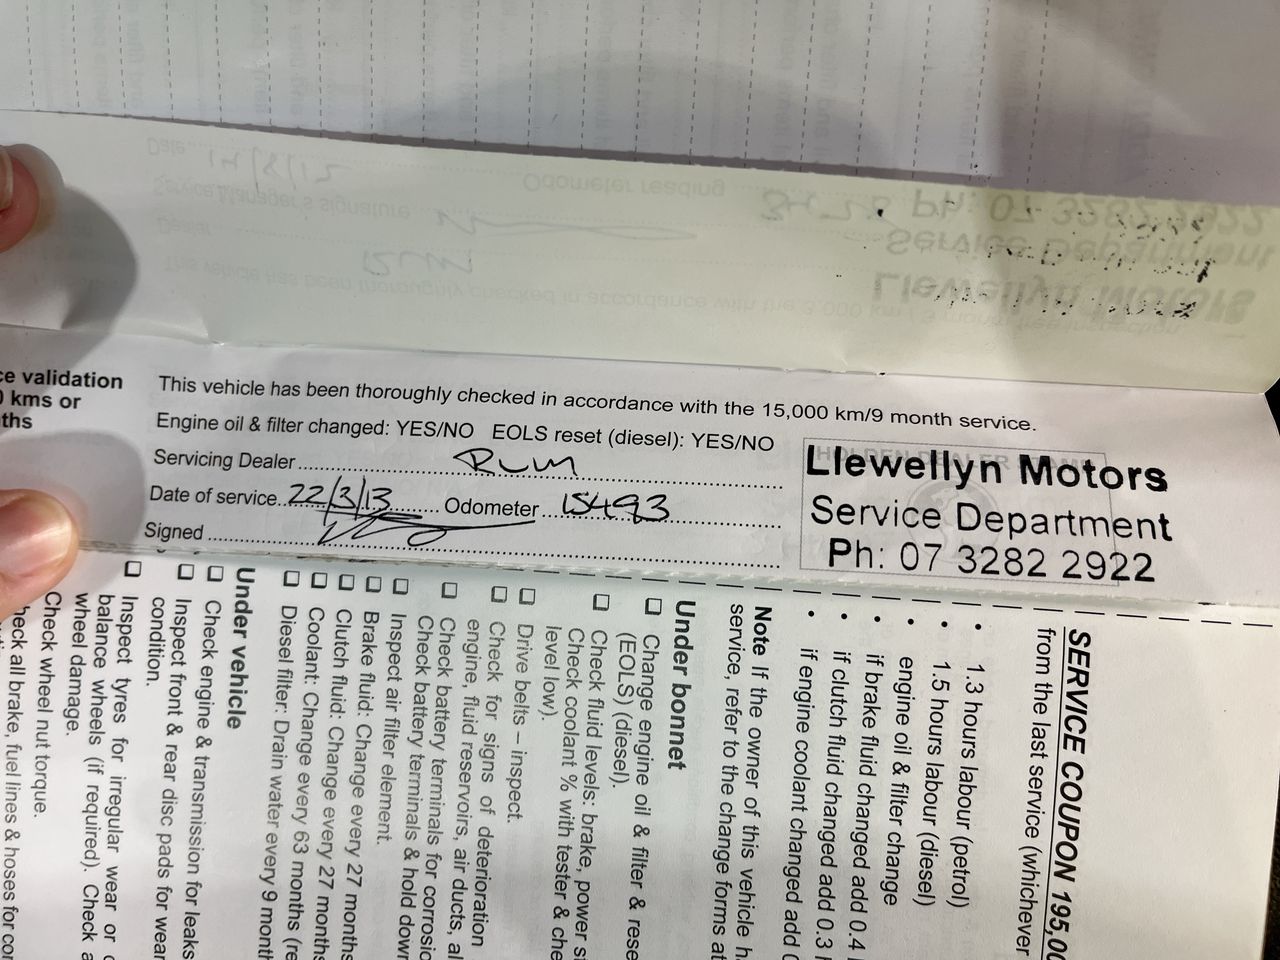 ce validation
0 kms or
ths
This vehicle has been thoroughly checked in accordance with the 15,000 km/9 month service.
Engine oil & filter changed: YES/NO EOLS reset (diesel): YES/NO
Servicing Dealer
Date of service 22/3/13 Odometer 15493
Signed
Llewellyn Motors
Service Department
Ph: 07 3282 2922
SERVICE COUPON 195,00
from the last service (whichever
• 1.3 hours labour (petrol)
• 1.5 hours labour (diesel)
• engine oil & filter change
• if brake fluid changed add 0.4
• if clutch fluid changed add 0.3
• if engine coolant changed add
Note If the owner of this vehicle h
service, refer to the change forms at
Under bonnet
Change engine oil & filter & rese
(EOLS) (diesel).
Check fluid levels: brake, power st
Check coolant % with tester & che
level low).
Drive belts – inspect.
Check for signs of deterioration
engine, fluid reservoirs, air ducts, al
Check battery terminals for corrosio
Check battery terminals & hold down
Inspect air filter element.
Brake fluid: Change every 27 months
Clutch fluid: Change every 27 months
Coolant: Change every 63 months (re
Diesel filter: Drain water every 9 month
Under vehicle
Check engine & transmission for leaks
Inspect front & rear disc pads for wear
condition.
Inspect tyres for irregular wear or
balance wheels (if required). Check a
wheel damage.
Check wheel nut torque.
heck all brake, fuel lines & hoses for cor